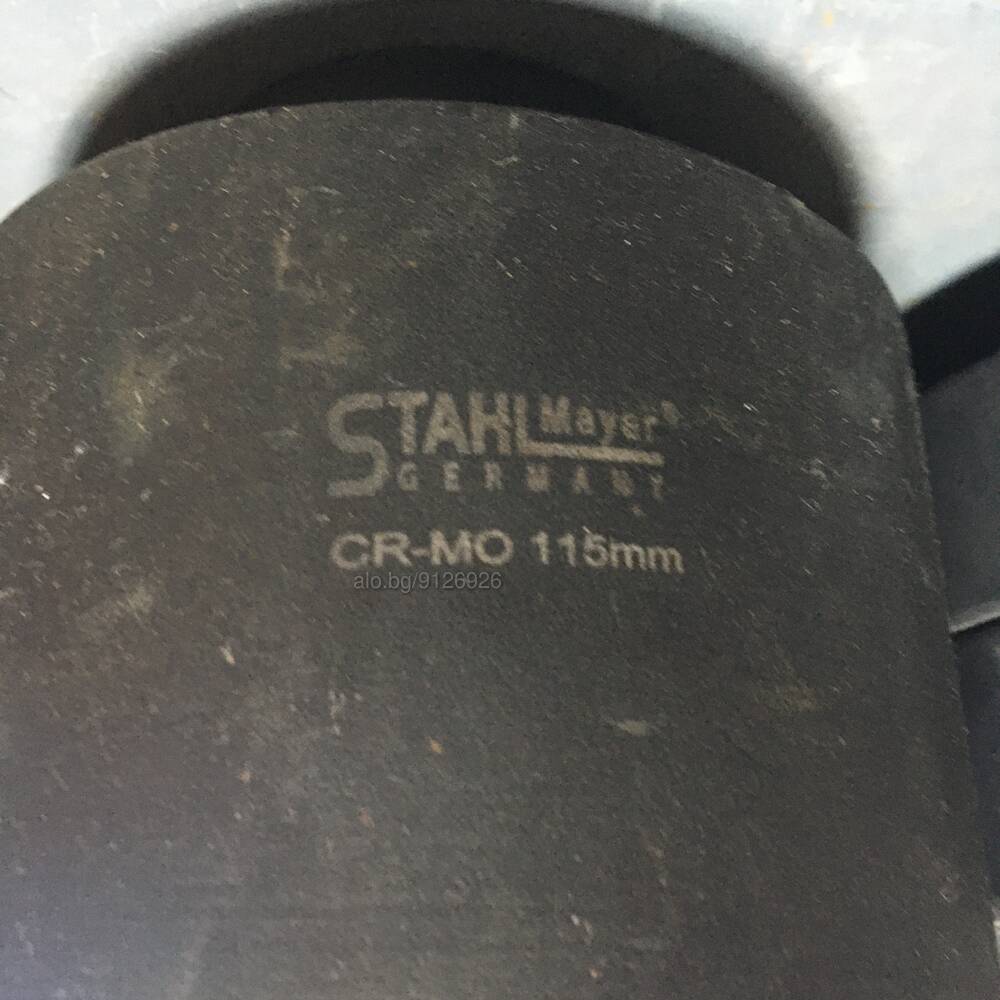 STAHLMayer®
GERMANY
CR-MO 115mm
alo.bg/9126926